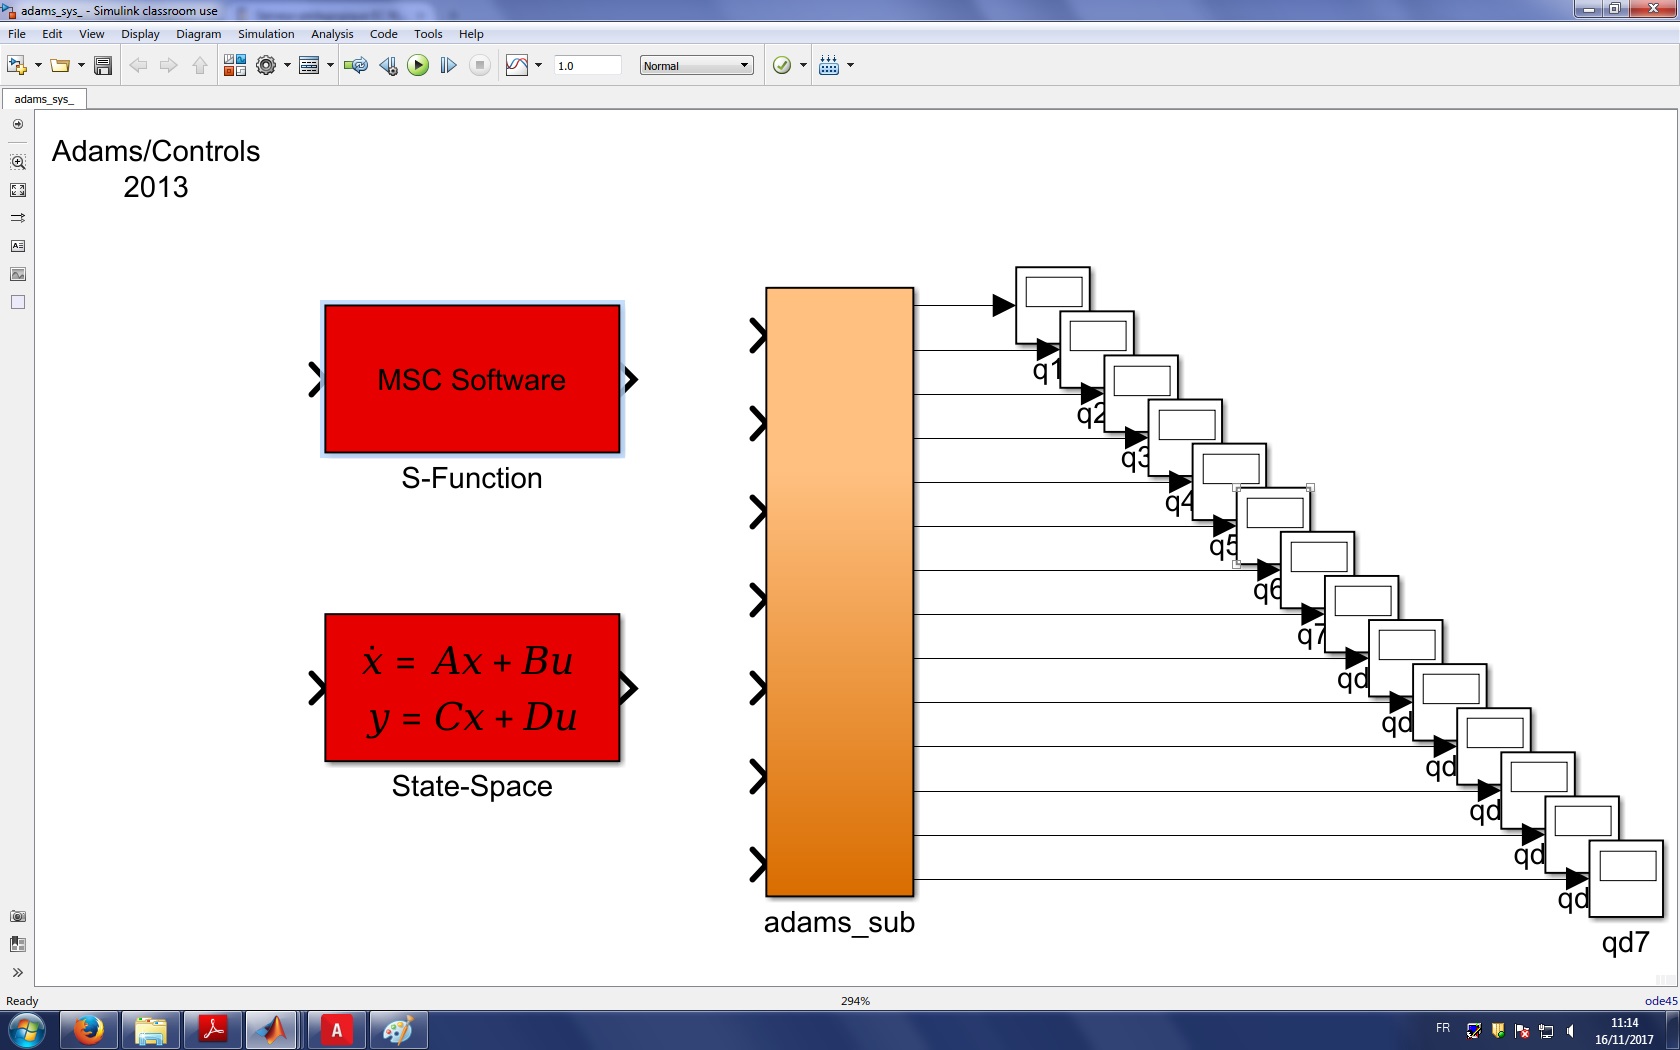 adams_sys_ - Simulink classroom use
File Edit View Display Diagram Simulation Analysis Code Tools Help
1.0
Normal
adams_sys_
Adams/Controls
2013
MSC Software
S-Function
ẋ = Ax + Bu
y = Cx + Du
State-Space
adams_sub
q1
q2
q3
q4
q5
q6
q7
qd
qd
qd
qd
qd
qd
qd7
Ready
294%
ode45
FR
11:14
16/11/2017